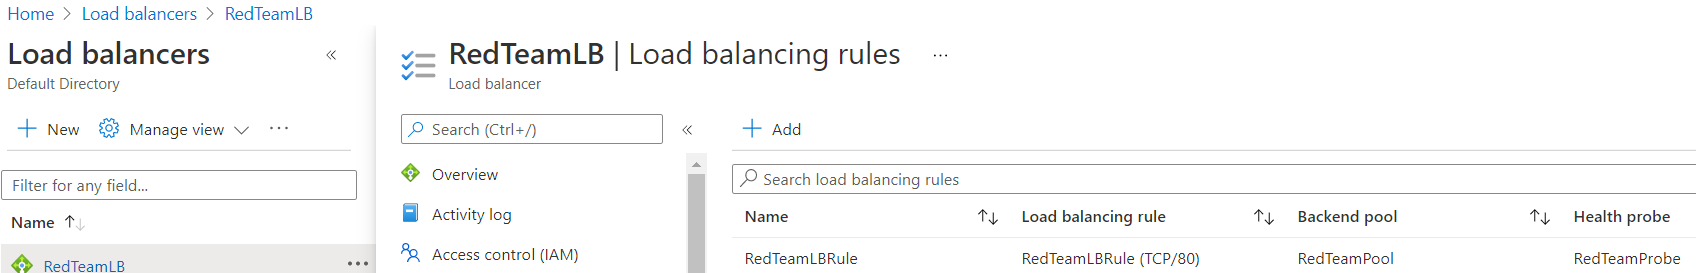 Home > Load balancers > RedTeamLB
Load balancers «
Default Directory
+ New Manage view ···
Filter for any field...
Name ↑↓
RedTeamLB ···
RedTeamLB | Load balancing rules ···
Load balancer
Search (Ctrl+/) «
Overview
Activity log
Access control (IAM)
+ Add
Search load balancing rules
Name ↑↓ Load balancing rule ↑↓ Backend pool ↑↓ Health probe
RedTeamLBRule RedTeamLBRule (TCP/80) RedTeamPool RedTeamProbe